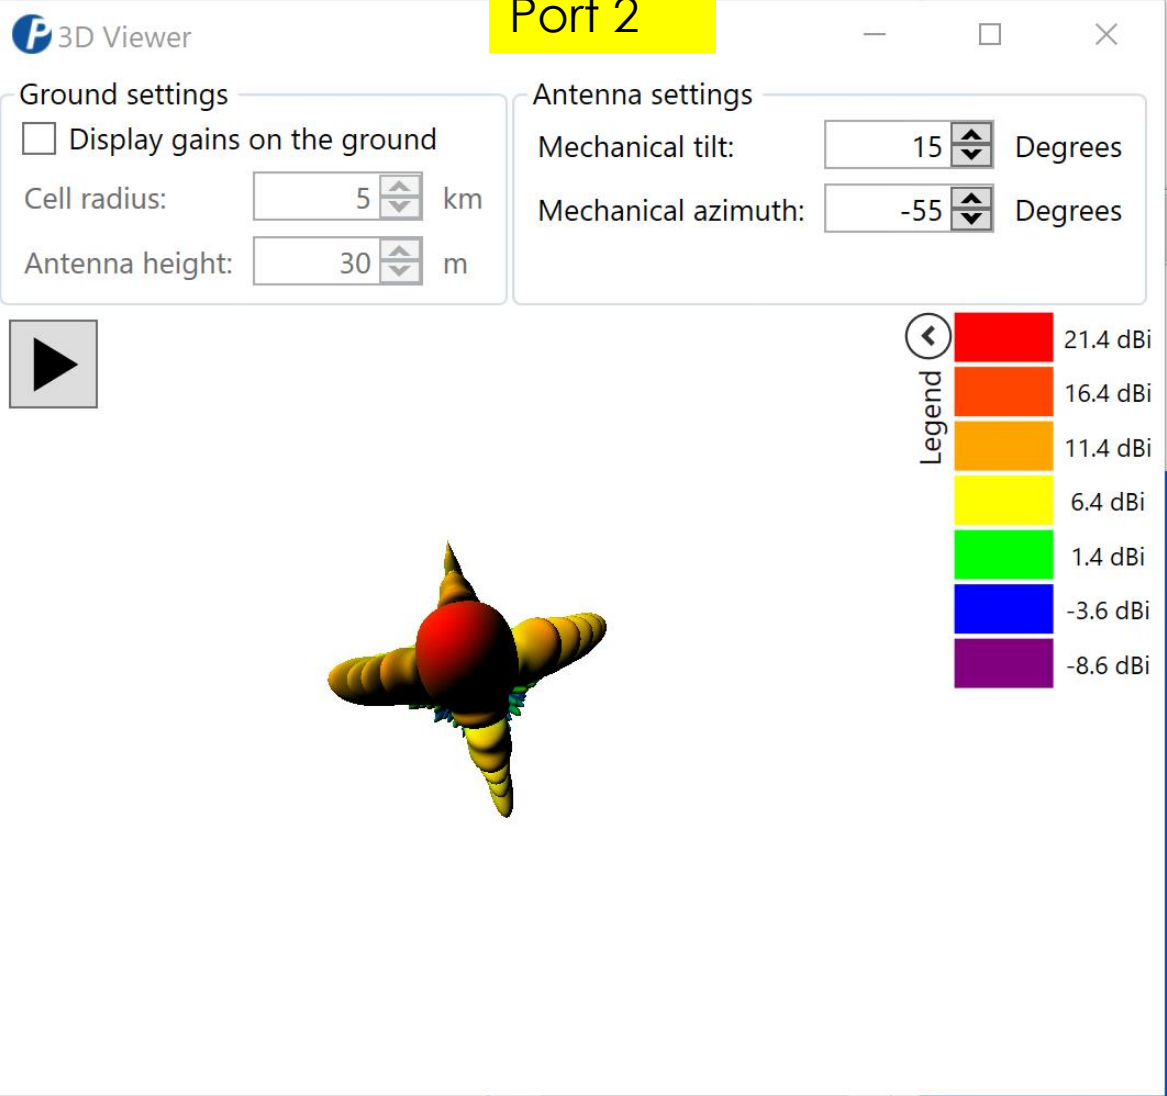 Port 2
3D Viewer
Ground settings
Display gains on the ground
Cell radius: 5 km
Antenna height: 30 m
Antenna settings
Mechanical tilt: 15 Degrees
Mechanical azimuth: -55 Degrees
Legend
21.4 dBi
16.4 dBi
11.4 dBi
6.4 dBi
1.4 dBi
-3.6 dBi
-8.6 dBi